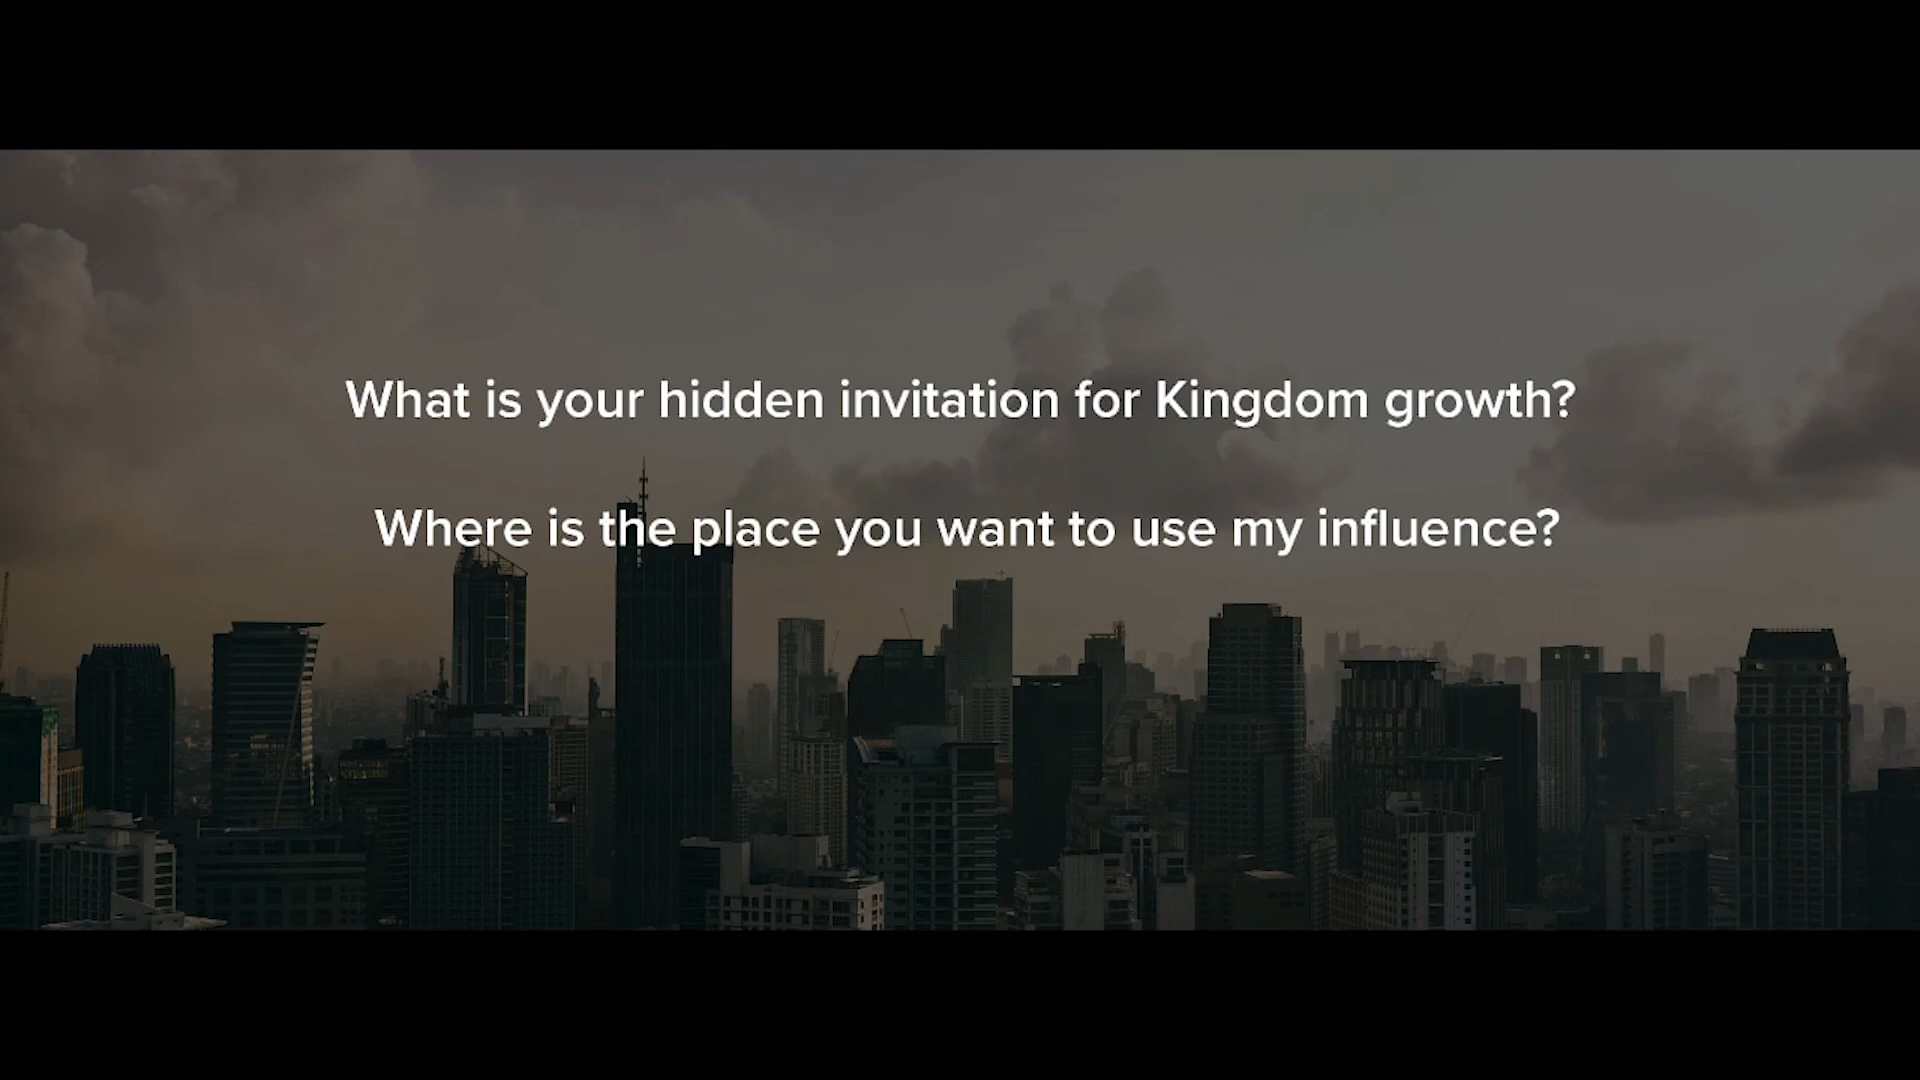 What is your hidden invitation for Kingdom growth?
Where is the place you want to use my influence?